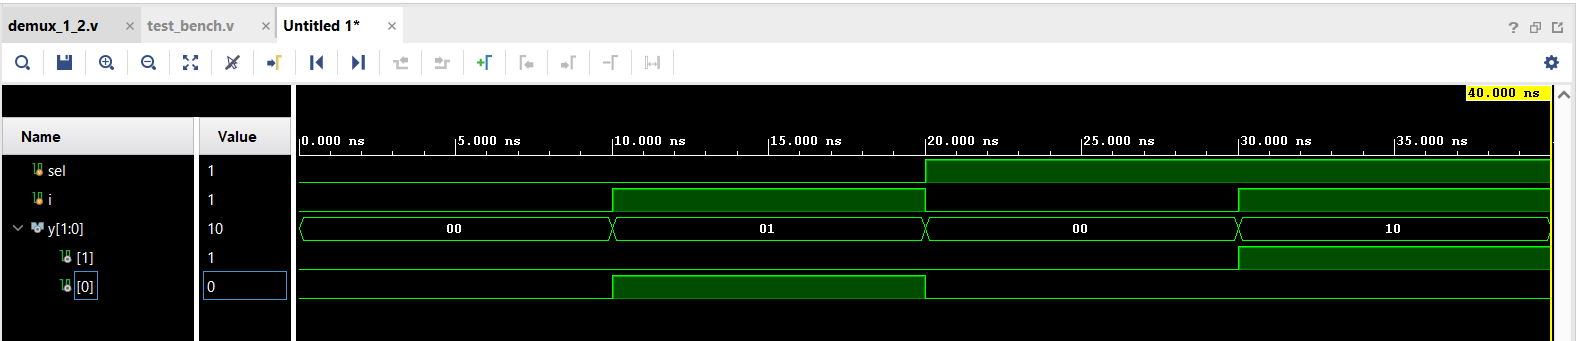 demux_1_2.v × test_bench.v × Untitled 1* ×
?
40.000 ns
Name Value
0.000 ns 5.000 ns 10.000 ns 15.000 ns 20.000 ns 25.000 ns 30.000 ns 35.000 ns
sel 1
i 1
y[1:0] 10 00 01 00 10
[1] 1
[0] 0